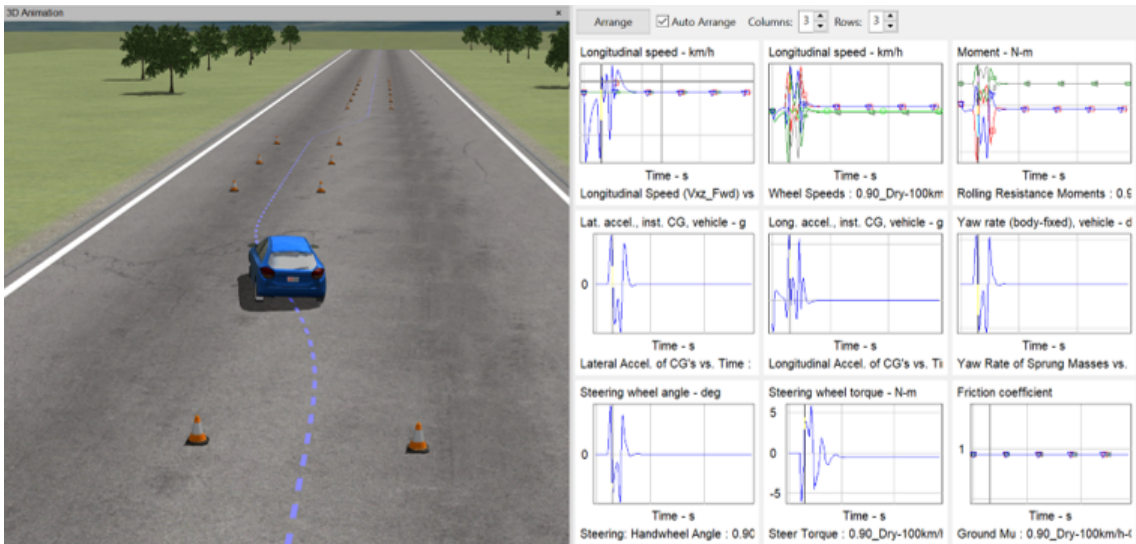 3D Animation
×
Arrange Auto Arrange Columns: 3 Rows: 3
Longitudinal speed - km/h
Time - s
Longitudinal Speed (Vxz_Fwd) vs
Longitudinal speed - km/h
Time - s
Wheel Speeds : 0.90_Dry-100km
Moment - N-m
Time - s
Rolling Resistance Moments : 0.9
Lat. accel., inst. CG, vehicle - g
0
Time - s
Lateral Accel. of CG's vs. Time :
Long. accel., inst. CG, vehicle - g
Time - s
Longitudinal Accel. of CG's vs. Ti
Yaw rate (body-fixed), vehicle - d
Time - s
Yaw Rate of Sprung Masses vs.
Steering wheel angle - deg
0
Time - s
Steering: Handwheel Angle : 0.90
Steering wheel torque - N-m
5
0
-5
Time - s
Steer Torque : 0.90_Dry-100km/h
Friction coefficient
1
Time - s
Ground Mu : 0.90_Dry-100km/h-(